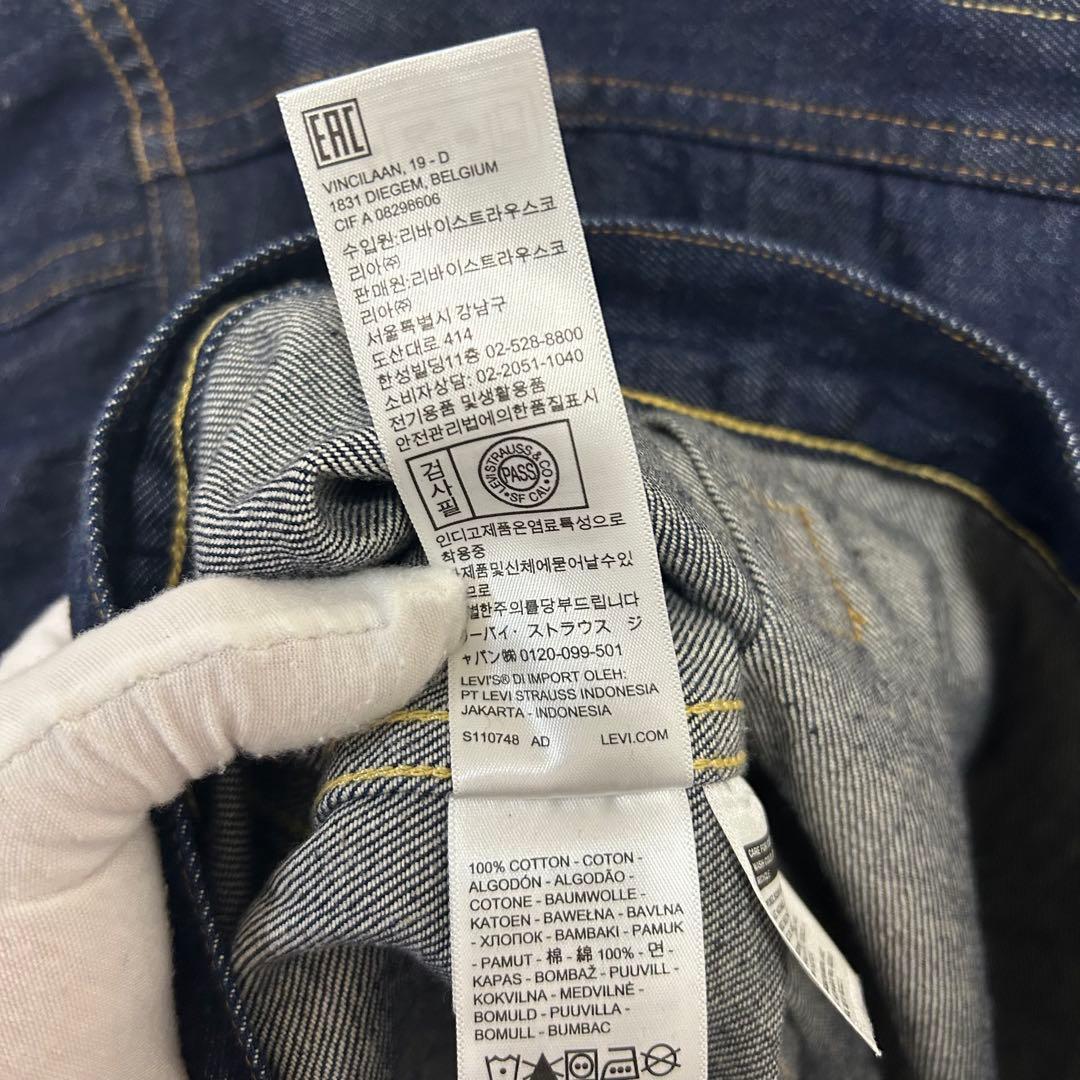 EAC
VINCILAAN, 19 - D
1831 DIEGEM, BELGIUM
CIF A 08298606
수입원:리바이스트라우스코
리아㈜
판매원:리바이스트라우스코
리아㈜
서울특별시 강남구
도산대로 414
한성빌딩11층 02-528-8800
소비자상담: 02-2051-1040
전기용품 및생활용품
안전관리법에의한품질표시
검사필
LEVI STRAUSS & CO.
PASS
SF CAL
인디고제품은염료특성으로
착용중
제품및신체에묻어날수있
므로
별한주의를당부드립니다
ーバイ・ストラウス ジ
ャパン㈱ 0120-099-501
LEVI'S® DI IMPORT OLEH:
PT LEVI STRAUSS INDONESIA
JAKARTA - INDONESIA
S110748 AD LEVI.COM
100% COTTON - COTON -
ALGODÓN - ALGODÃO -
COTONE - BAUMWOLLE -
KATOEN - BAWEŁNA - BAVLNA
- ХЛОПОК - BAMBAKI - PAMUK
- PAMUT - 棉 - 綿 100% - 면 -
KAPAS - BOMBAŽ - PUUVILL -
KOKVILNA - MEDVILNĖ -
BOMULD - PUUVILLA -
BOMULL - BUMBAC